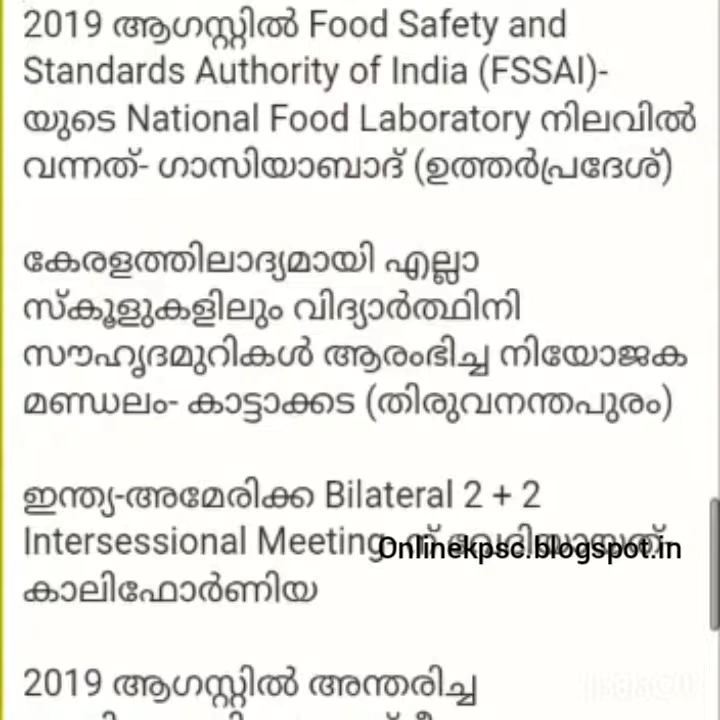 2019 ആഗസ്റ്റിൽ Food Safety and
Standards Authority of India (FSSAI)-
യുടെ National Food Laboratory നിലവിൽ
വന്നത്- ഗാസിയാബാദ് (ഉത്തർപ്രദേശ്)
കേരളത്തിലാദ്യമായി എല്ലാ
സ്കൂളുകളിലും വിദ്യാർത്ഥിനി
സൗഹൃദമുറികൾ ആരംഭിച്ച നിയോജക
മണ്ഡലം- കാട്ടാക്കട (തിരുവനന്തപുരം)
ഇന്ത്യ-അമേരിക്ക Bilateral 2 + 2
Intersessional Meeting -ന് വേദിയായത്-
Onlinekpsc.blogspot.in
കാലിഫോർണിയ
2019 ആഗസ്റ്റിൽ അന്തരിച്ച